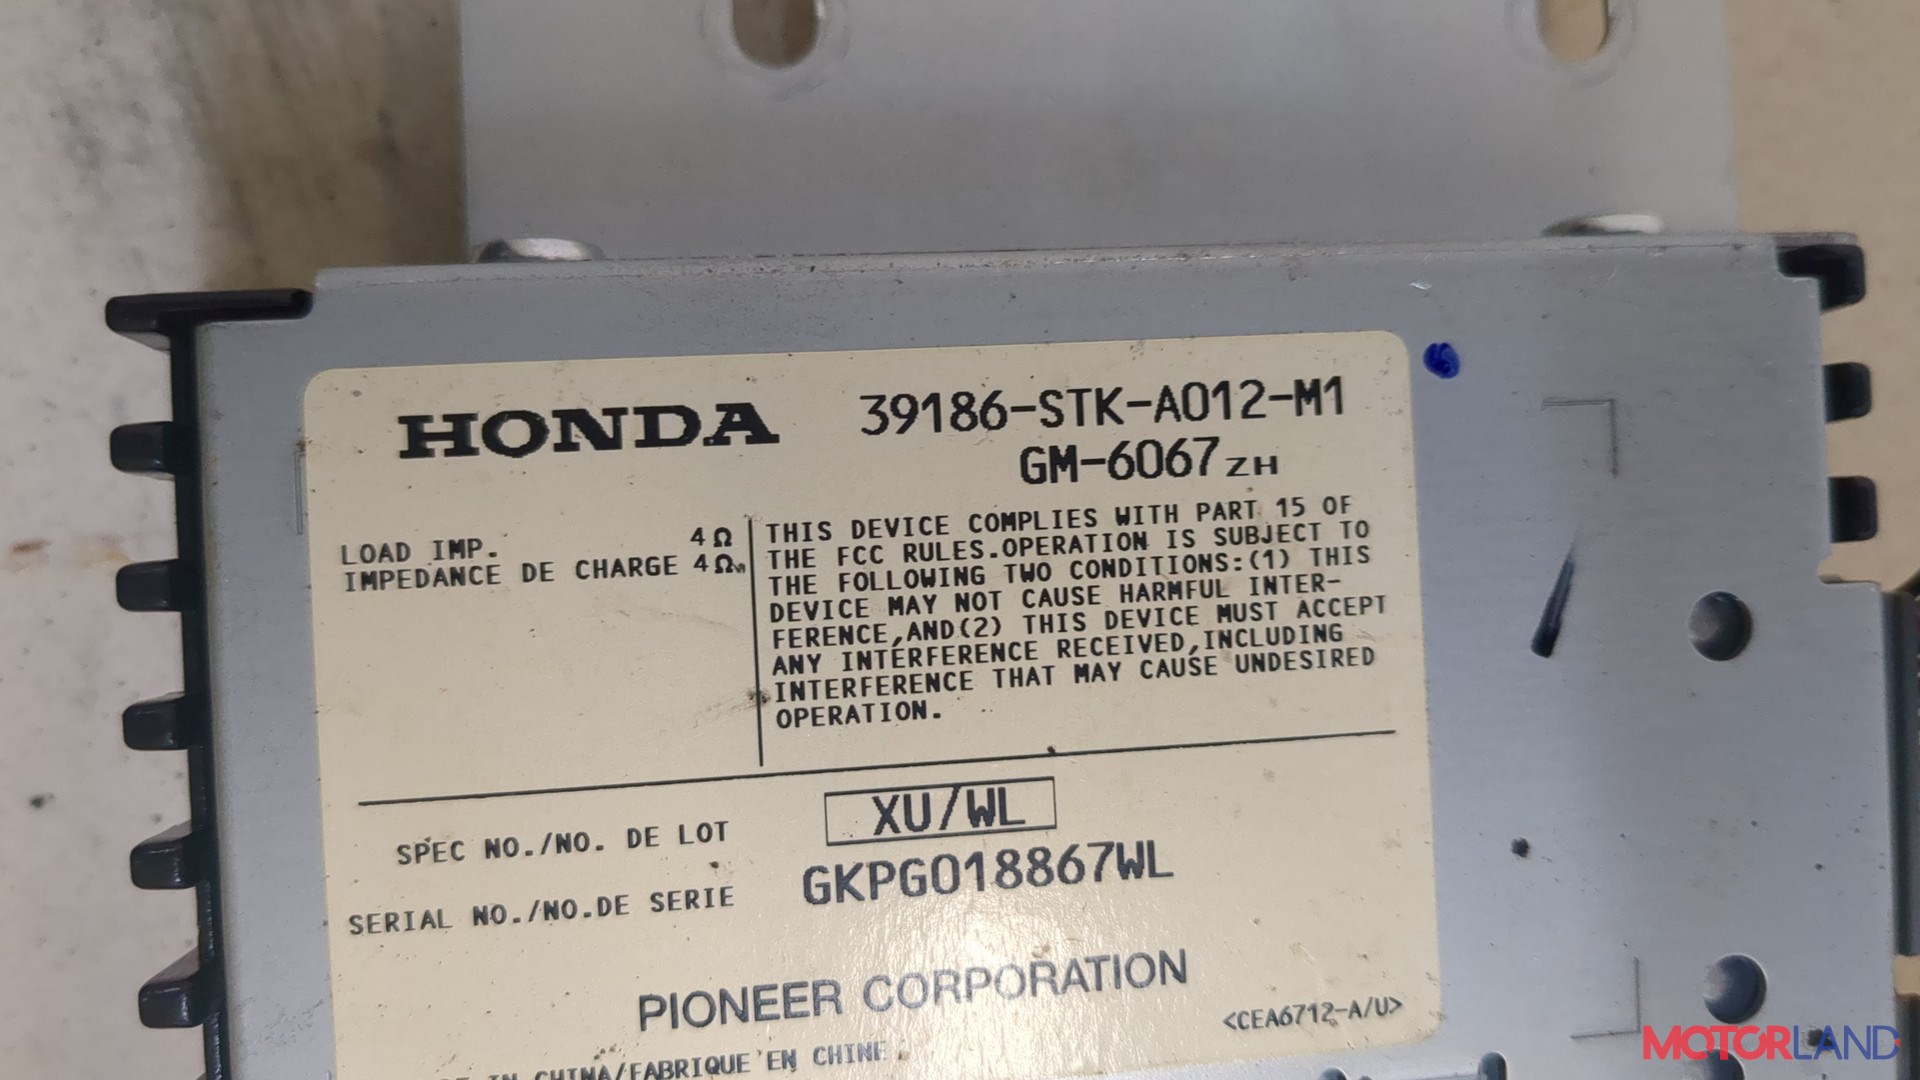 HONDA 39186-STK-A012-M1
GM-6067 ZH
LOAD IMP. 4Ω
IMPEDANCE DE CHARGE 4Ω
THIS DEVICE COMPLIES WITH PART 15 OF
THE FCC RULES.OPERATION IS SUBJECT TO
THE FOLLOWING TWO CONDITIONS:(1) THIS
DEVICE MAY NOT CAUSE HARMFUL INTER-
FERENCE,AND(2) THIS DEVICE MUST ACCEPT
ANY INTERFERENCE RECEIVED,INCLUDING
INTERFERENCE THAT MAY CAUSE UNDESIRED
OPERATION.
SPEC NO./NO. DE LOT XU/WL
SERIAL NO./NO.DE SERIE GKPG018867WL
PIONEER CORPORATION
<CEA6712-A/U>
IN CHINA/FABRIQUE EN CHINE
MOTORLAND